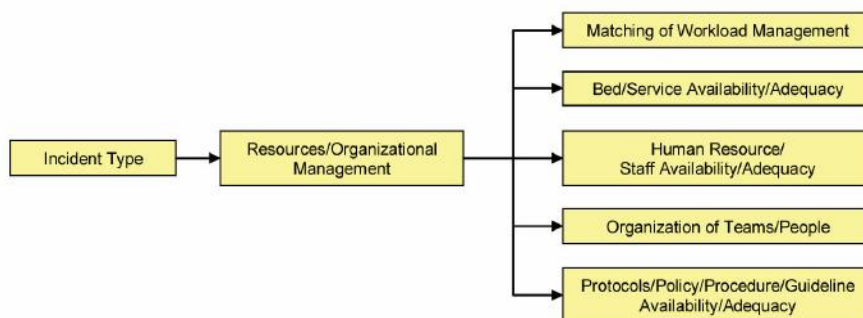 Incident Type
Resources/Organizational
Management
Matching of Workload Management
Bed/Service Availability/Adequacy
Human Resource/
Staff Availability/Adequacy
Organization of Teams/People
Protocols/Policy/Procedure/Guideline
Availability/Adequacy